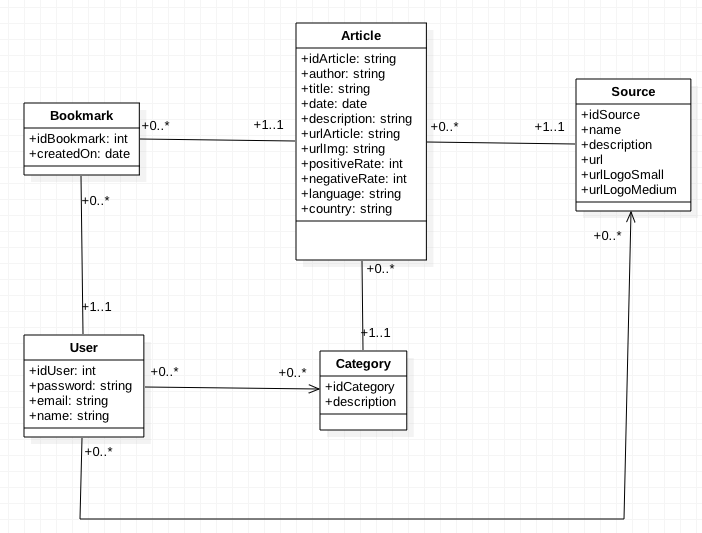 Article
+idArticle: string
+author: string
+title: string
+date: date
+description: string
+urlArticle: string
+urlImg: string
+positiveRate: int
+negativeRate: int
+language: string
+country: string
Source
+idSource
+name
+description
+url
+urlLogoSmall
+urlLogoMedium
Bookmark
+idBookmark: int
+createdOn: date
+0..*
+1..1
+0..*
+1..1
+0..*
+0..*
+0..*
+1..1
+1..1
User
+idUser: int
+password: string
+email: string
+name: string
+0..*
+0..*
Category
+idCategory
+description
+0..*